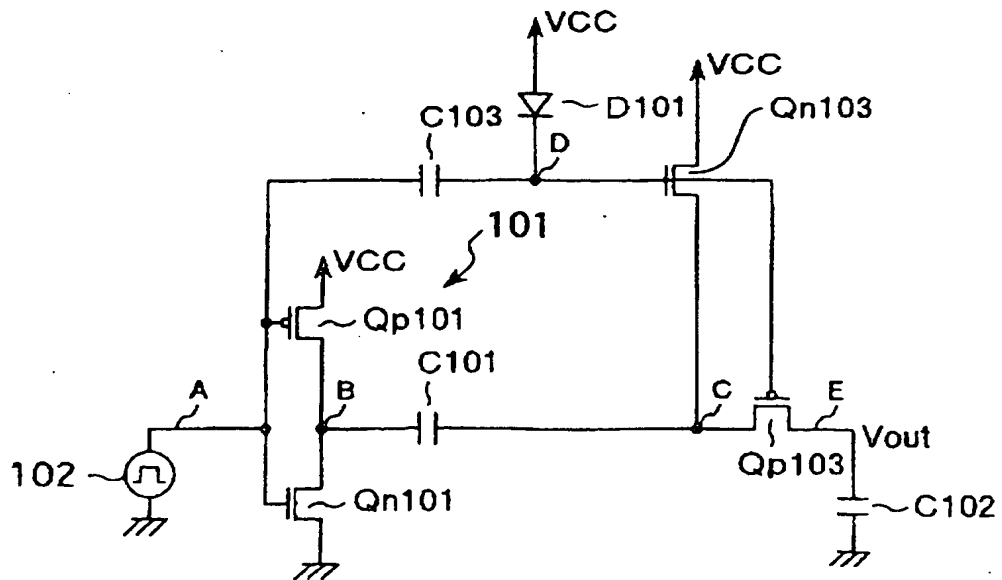 VCC
VCC
D101
Qn103
C103
D
101
VCC
Qp101
C101
A
B
C
E
Vout
Qp103
102
Qn101
C102